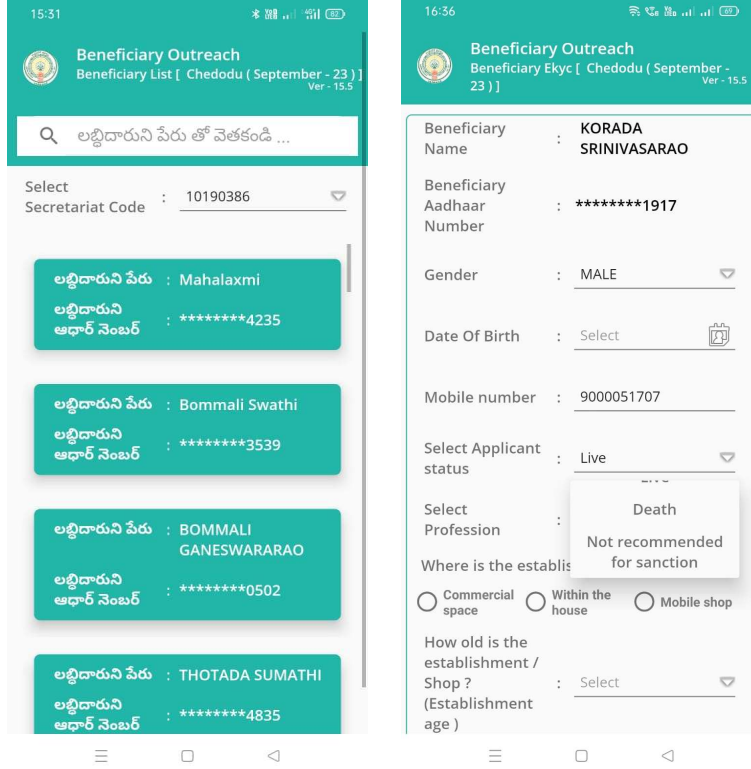 15:31
82
Beneficiary Outreach
Beneficiary List [ Chedodu ( September - 23 ) ]
Ver - 15.5
లబ్ధిదారుని పేరు తో వెతకండి ...
Select
Secretariat Code : 10190386
లబ్ధిదారుని పేరు : Mahalaxmi
లబ్ధిదారుని
ఆధార్ నెంబర్ : ********4235
లబ్ధిదారుని పేరు : Bommali Swathi
లబ్ధిదారుని
ఆధార్ నెంబర్ : ********3539
లబ్ధిదారుని పేరు : BOMMALI
GANESWARARAO
లబ్ధిదారుని
ఆధార్ నెంబర్ : ********0502
లబ్ధిదారుని పేరు : THOTADA SUMATHI
లబ్ధిదారుని
ఆధార్ నెంబర్ : ********4835
16:36
69
Beneficiary Outreach
Beneficiary Ekyc [ Chedodu ( September -
23 ) ]
Ver - 15.5
Beneficiary
Name : KORADA
SRINIVASARAO
Beneficiary
Aadhaar
Number : ********1917
Gender : MALE
Date Of Birth : Select
Mobile number : 9000051707
Select Applicant
status : Live
Death
Not recommended
for sanction
Select
Profession :
Where is the establis
Commercial
space
Within the
house
Mobile shop
How old is the
establishment /
Shop ? : Select
(Establishment
age )